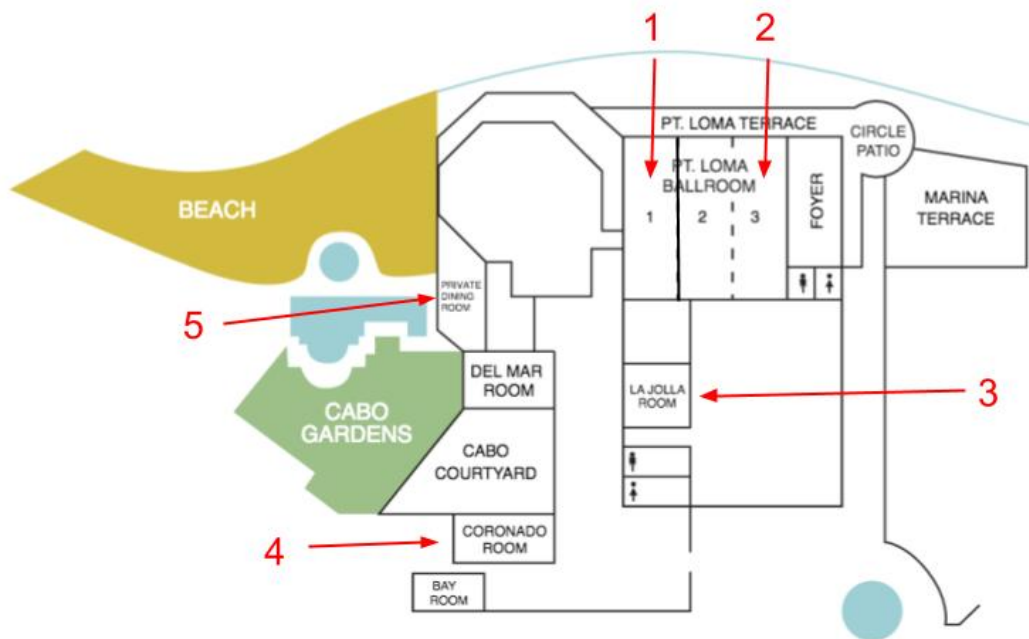 1
2
PT. LOMA TERRACE
CIRCLE
PATIO
PT. LOMA
BALLROOM
1
2
3
FOYER
MARINA
TERRACE
BEACH
PRIVATE
DINING
ROOM
5
DEL MAR
ROOM
LA JOLLA
ROOM
3
CABO
GARDENS
CABO
COURTYARD
4
CORONADO
ROOM
BAY
ROOM